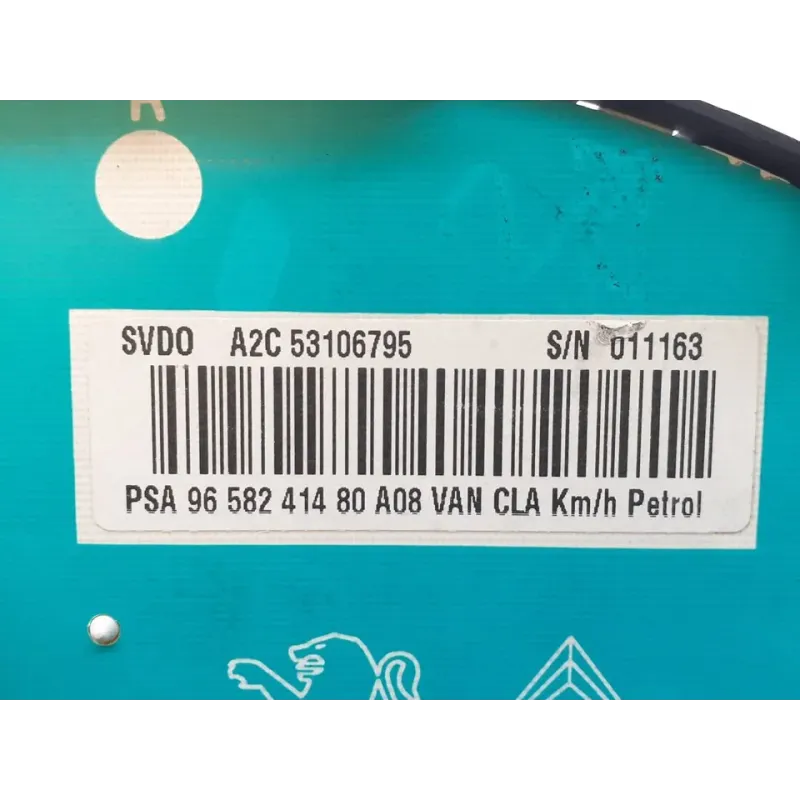 R
SVDO A2C 53106795 S/N 011163
PSA 96 582 414 80 A08 VAN CLA Km/h Petrol